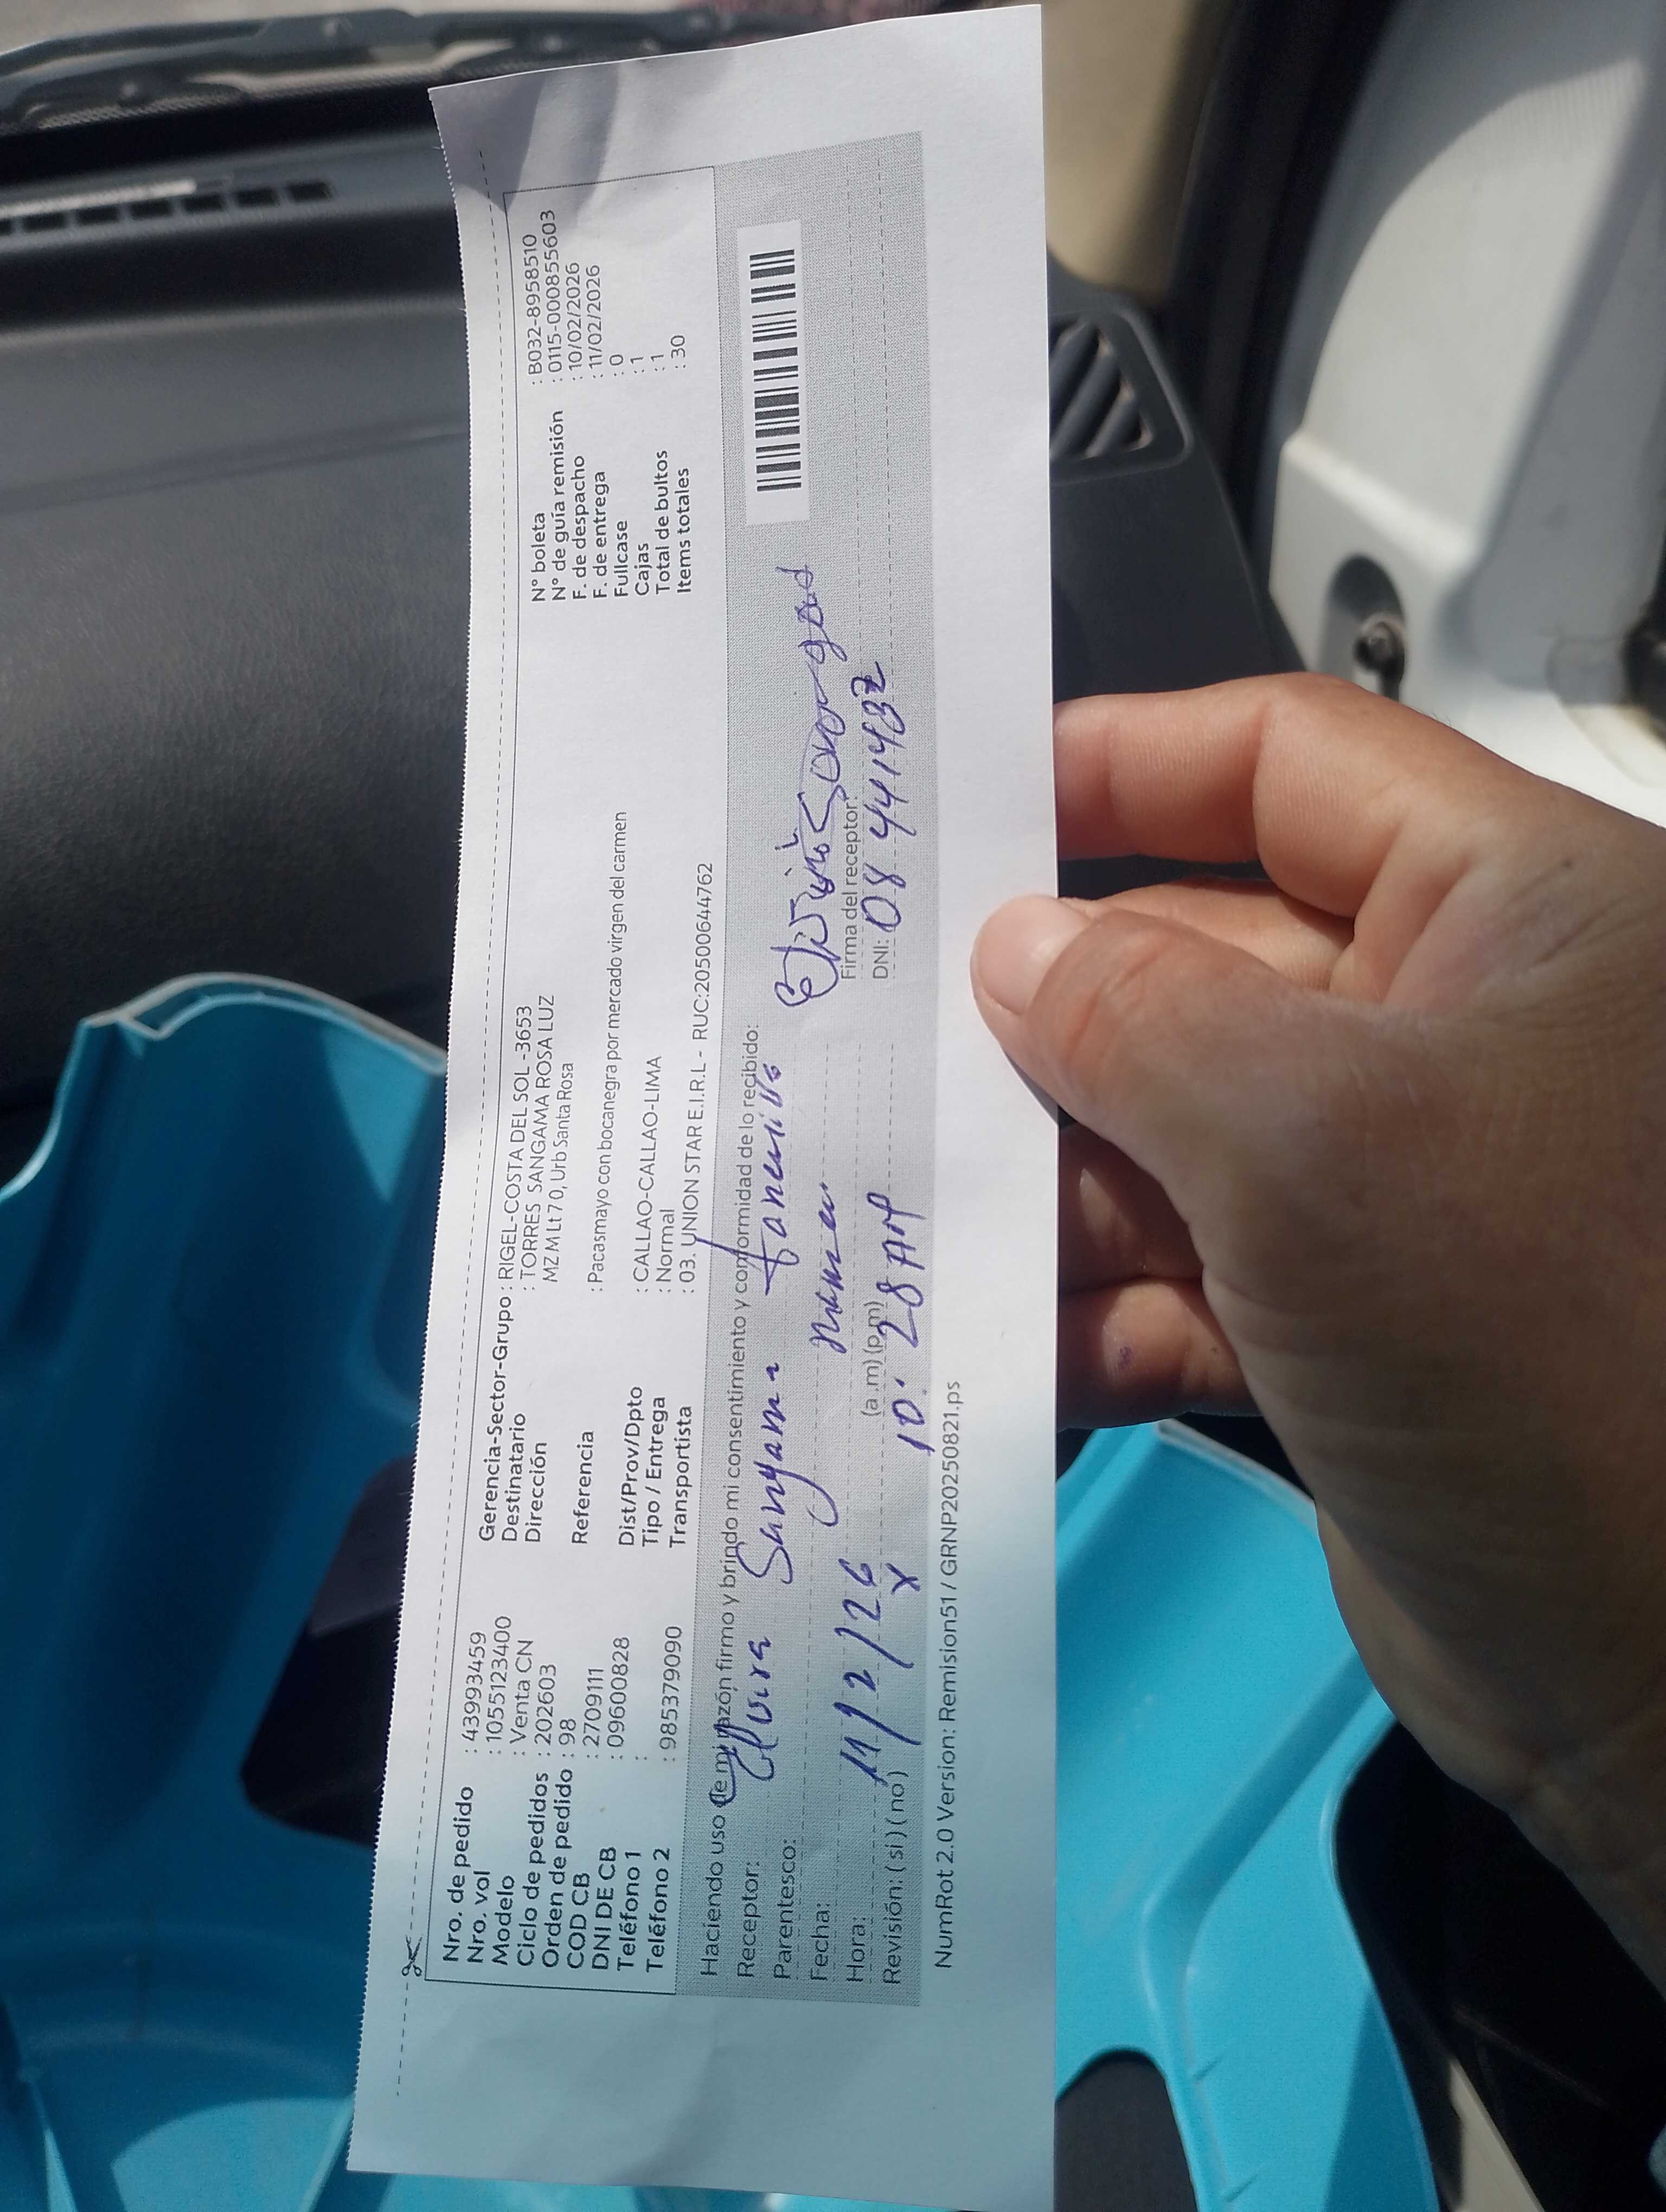 Nro. de pedido : 43993459
Nro. vol : 1055123400
Modelo : Venta CN
Ciclo de pedidos : 202603
Orden de pedido : 98
COD CB : 2709111
DNI DE CB : 09600828
Teléfono 1 :
Teléfono 2 : 985379090
Gerencia-Sector-Grupo : RIGEL-COSTA DEL SOL -3653
Destinatario : TORRES SANGAMA ROSA LUZ
Dirección MZ M Lt 7 0, Urb Santa Rosa
Referencia : Pacasmayo con bocanegra por mercado virgen del carmen
Dist/Prov/Dpto : CALLAO-CALLAO-LIMA
Tipo / Entrega : Normal
Transportista : 03. UNION STAR E.I.R.L - RUC:20500644762
N° boleta : B032-8958510
N° de guía remisión : 0115-0008855603
F. de despacho : 10/02/2026
F. de entrega : 11/02/2026
Fullcase : 0
Cajas : 1
Total de bultos : 1
Items totales : 30
Haciendo uso de mi razón firmo y brindo mi consentimiento y conformidad de lo recibido:
Receptor: Elvira Sangama
Parentesco:
Fecha: 11/2/26
Hora: (a.m) (p.m) 10:28 AM
Revisión: (si) (no) x
Firma del receptor:
DNI: 08441437
NumRot 2.0 Version: Remision51 / GRNP20250821.ps